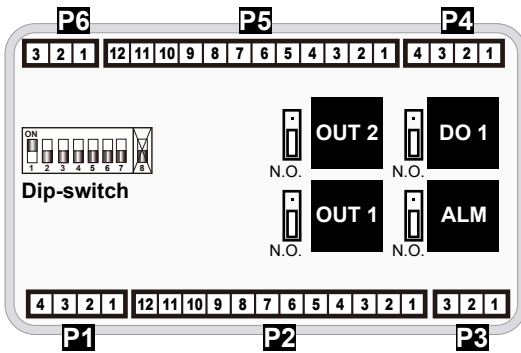 P6 P5 P4
3 2 1 12 11 10 9 8 7 6 5 4 3 2 1 4 3 2 1
ON
1 2 3 4 5 6 7 8
Dip-switch
OUT 2 DO 1
N.O. N.O.
OUT 1 ALM
N.O. N.O.
4 3 2 1 12 11 10 9 8 7 6 5 4 3 2 1 3 2 1
P1 P2 P3